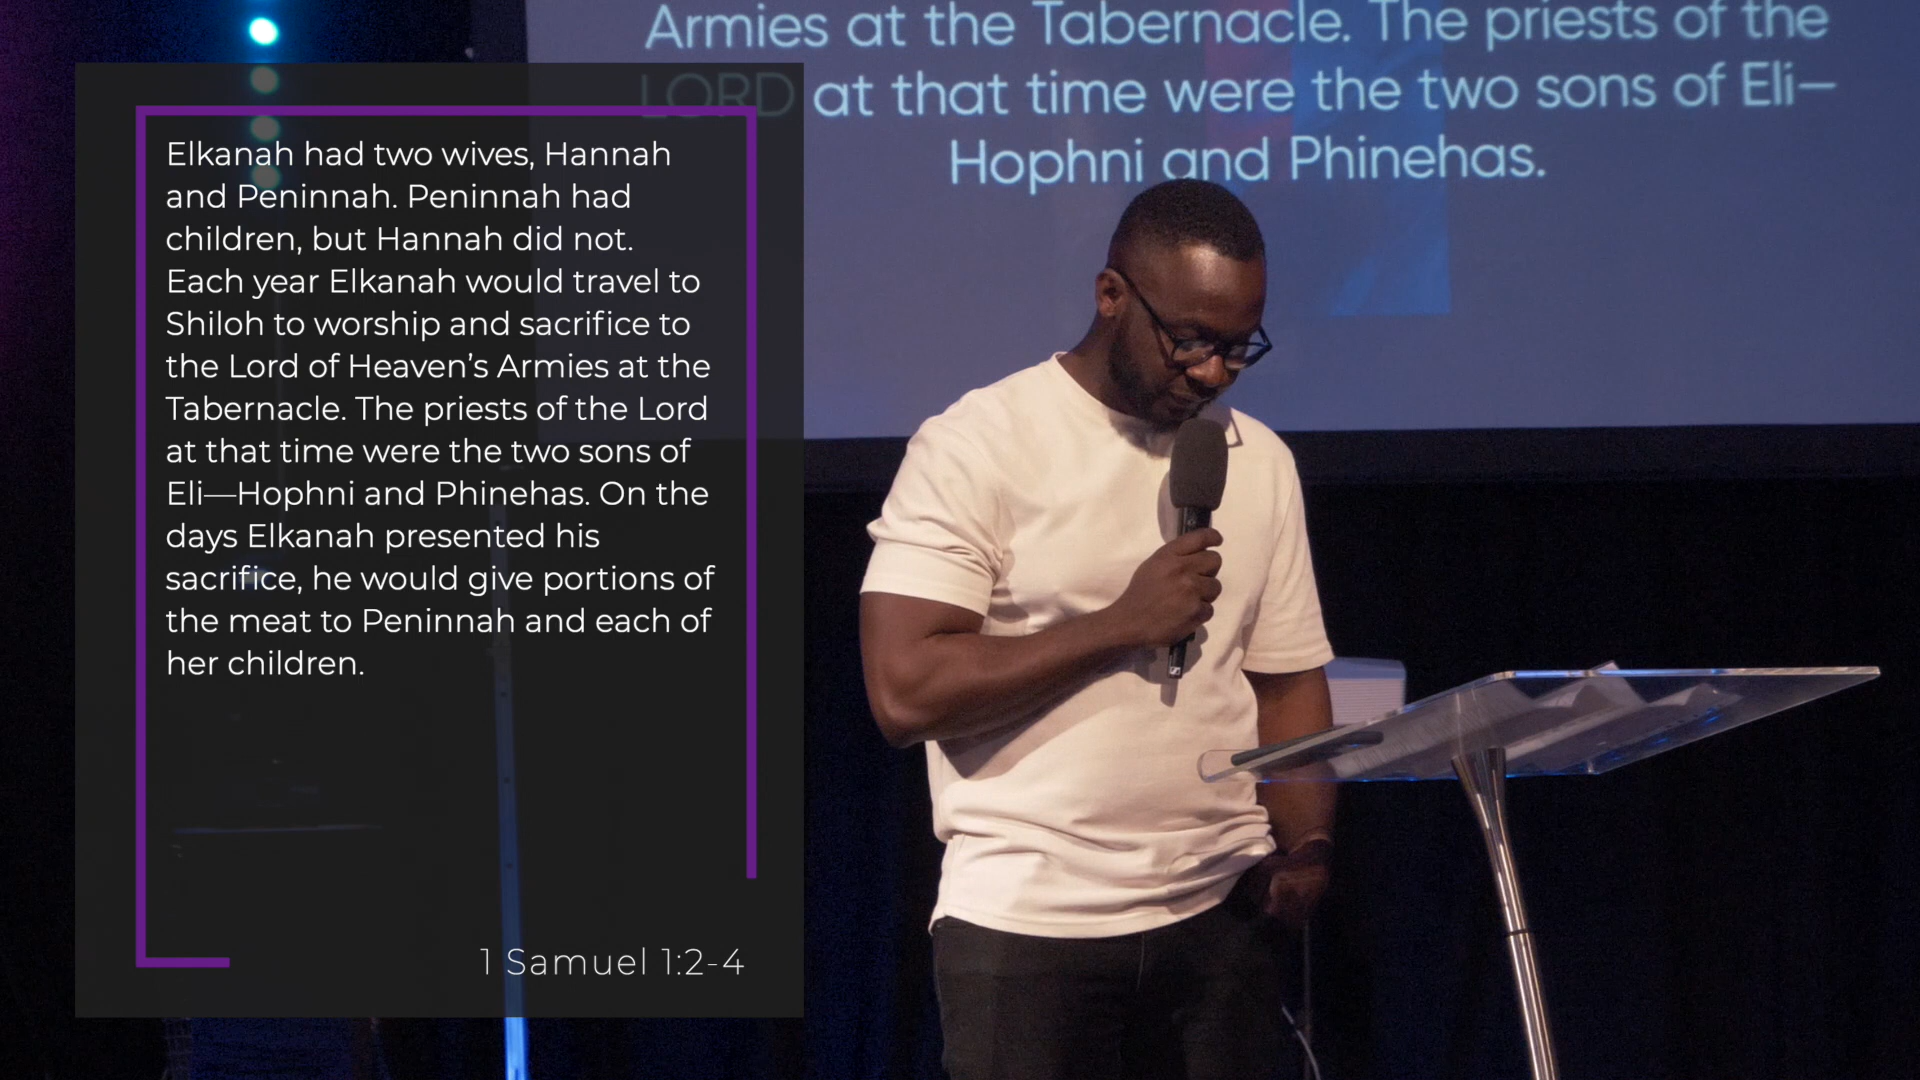 Armies at the Tabernacle. The priests of the
LORD at that time were the two sons of Eli—
Hophni and Phinehas.
Elkanah had two wives, Hannah
and Peninnah. Peninnah had
children, but Hannah did not.
Each year Elkanah would travel to
Shiloh to worship and sacrifice to
the Lord of Heaven’s Armies at the
Tabernacle. The priests of the Lord
at that time were the two sons of
Eli—Hophni and Phinehas. On the
days Elkanah presented his
sacrifice, he would give portions of
the meat to Peninnah and each of
her children.
1 Samuel 1:2-4